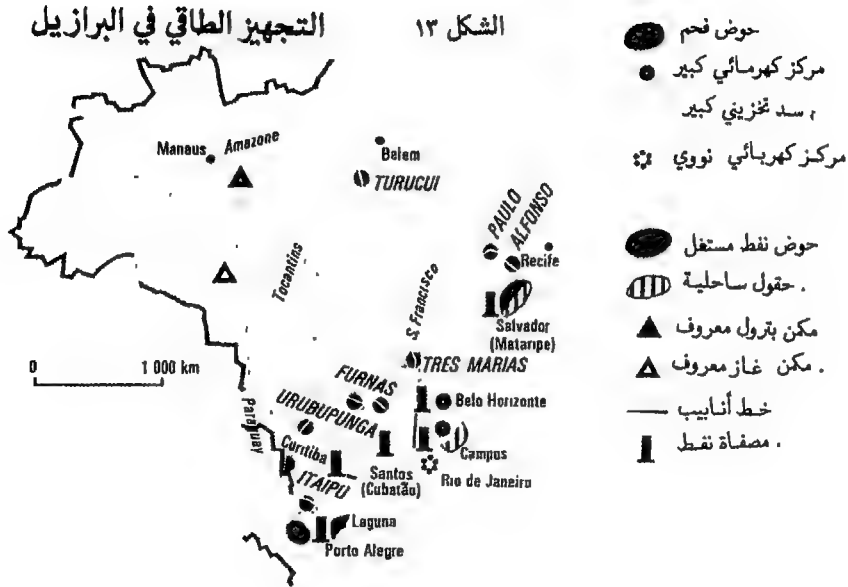 الشكل ١٣
التجهيز الطاقي في البرازيل
حوض فحم
مركز كهرمائي كبير
، سد تخزيني كبير
مركز كهربائي نووي
حوض نفط مستغل
. حقول ساحلية
مكمن بترول معروف
. مكمن غاز معروف
خط أنابيب
. مصفاة نفط
Manaus
Amazone
Belem
TURUCUI
PAULO
ALFONSO
Recife
Tocantins
S. Francisco
Salvador
(Mataripe)
0 1 000 km
TRES MARIAS
FURNAS
Belo Horizonte
URUBUPUNGA
Paraguay
Curitiba
Campos
Santos
(Cubatão)
Rio de Janeiro
ITAIPU
Laguna
Porto Alegre